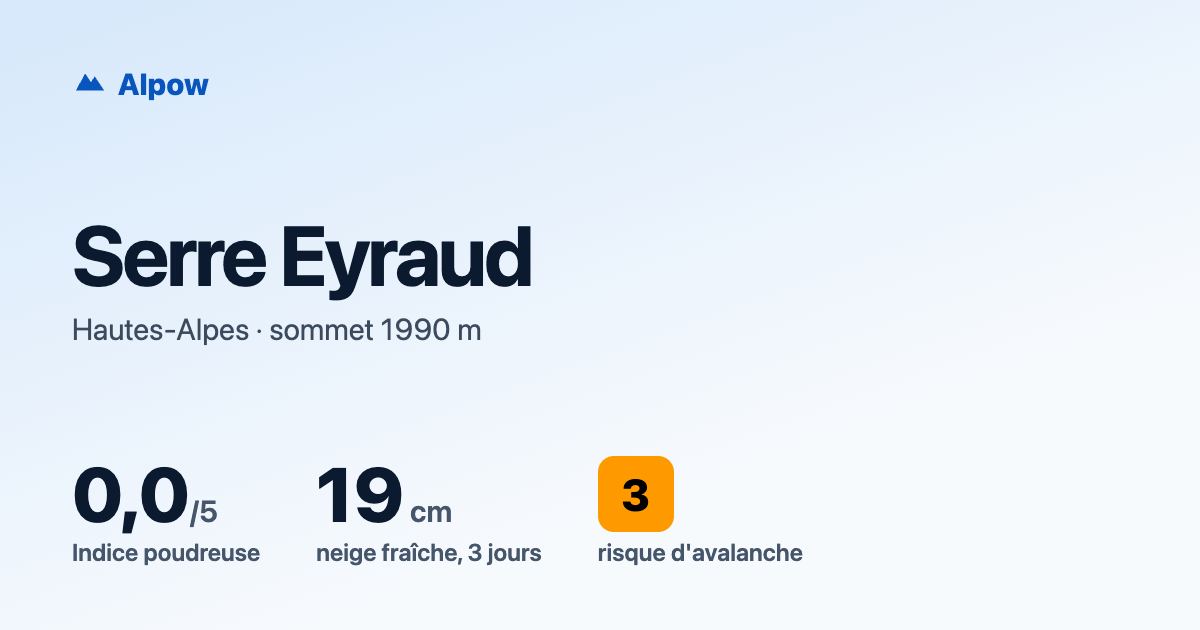 Alpow
Serre Eyraud
Hautes-Alpes · sommet 1990 m
0,0/5
Indice poudreuse
19 cm
neige fraîche, 3 jours
3
risque d'avalanche